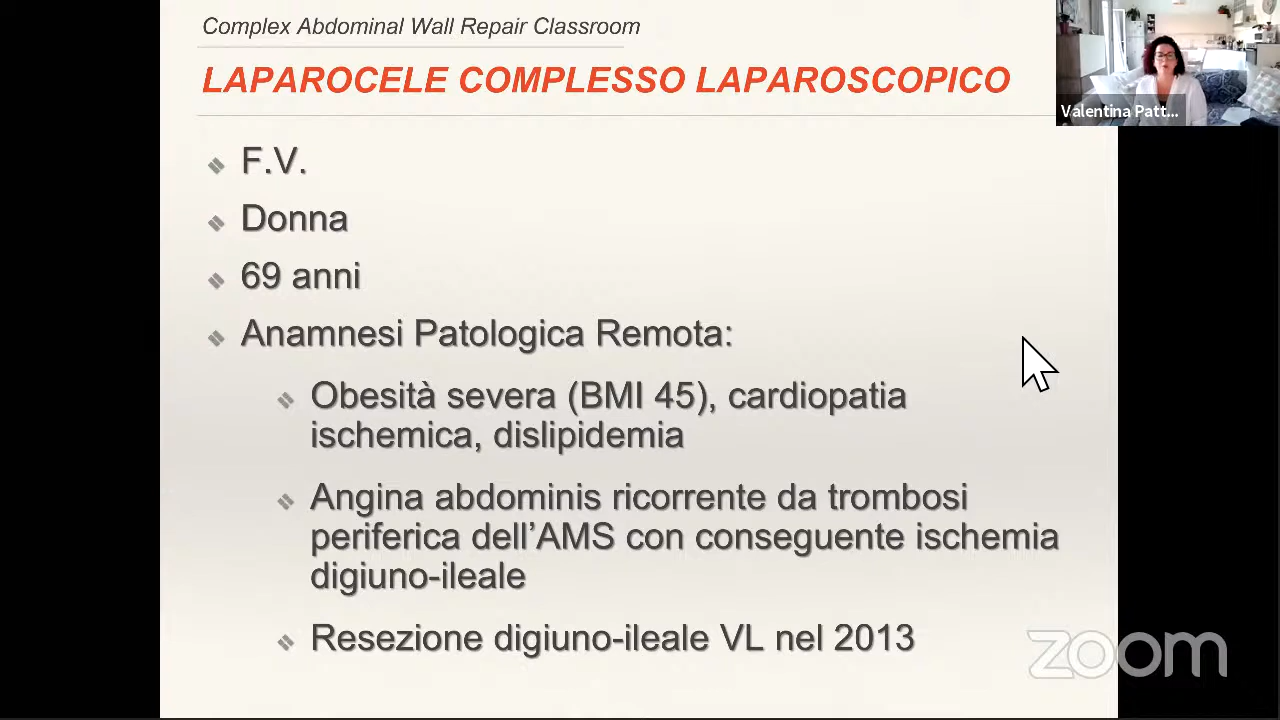 Complex Abdominal Wall Repair Classroom
LAPAROCELE COMPLESSO LAPAROSCOPICO
Valentina Patt...
F.V.
Donna
69 anni
Anamnesi Patologica Remota:
Obesità severa (BMI 45), cardiopatia
ischemica, dislipidemia
Angina abdominis ricorrente da trombosi
periferica dell’AMS con conseguente ischemia
digiuno-ileale
Resezione digiuno-ileale VL nel 2013
zoom